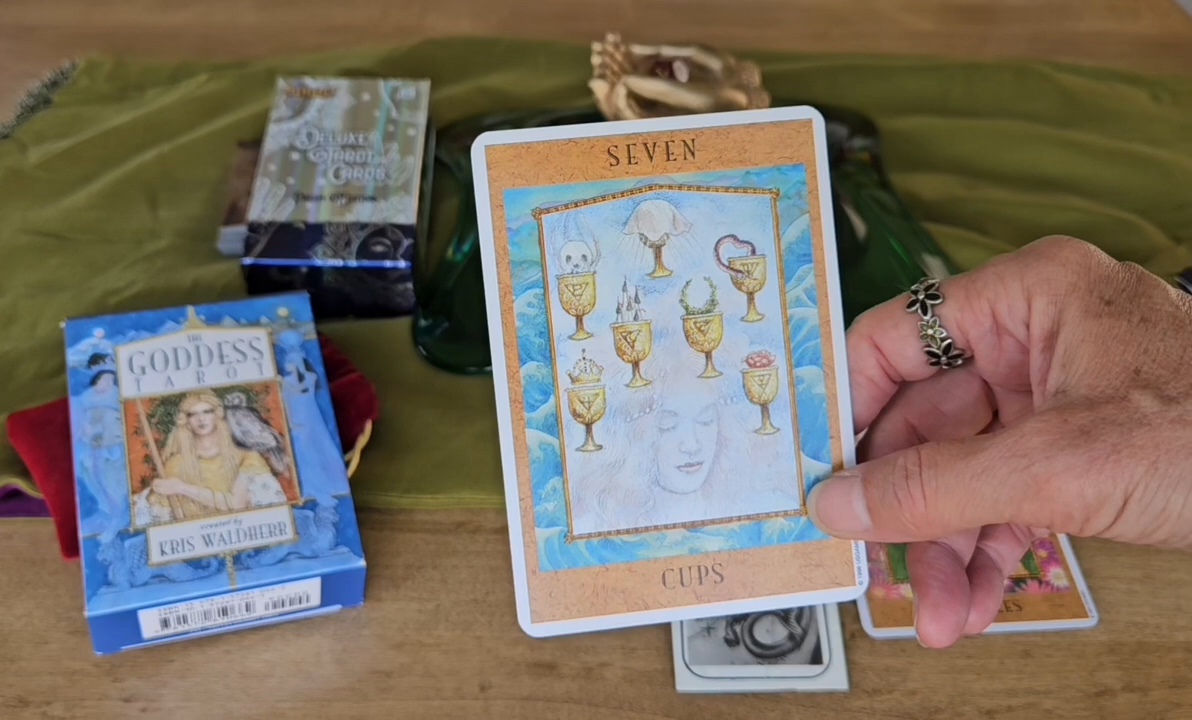 DELUXE
TAROT
CARDS
SEVEN
CUPS
THE
GODDESS
TAROT
created by
KRIS WALDHERR